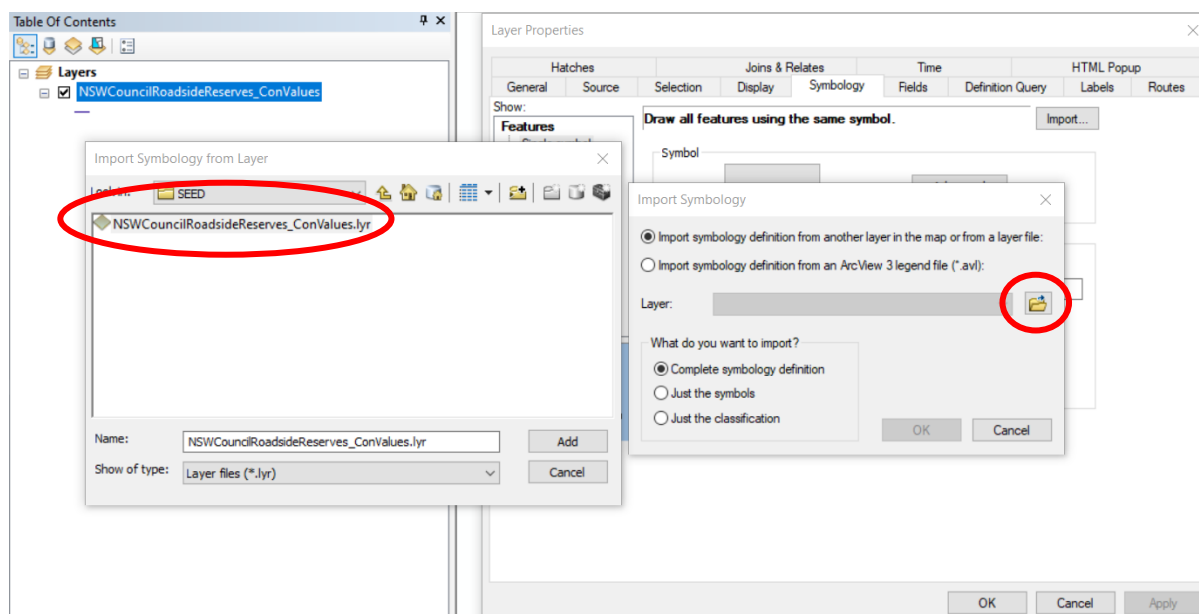 Table Of Contents
Layers
NSWCouncilRoadsideReserves_ConValues
Layer Properties
Hatches Joins & Relates Time HTML Popup
General Source Selection Display Symbology Fields Definition Query Labels Routes
Show:
Features
Draw all features using the same symbol.
Import...
Symbol
Import Symbology from Layer
SEED
NSWCouncilRoadsideReserves_ConValues.lyr
Name: NSWCouncilRoadsideReserves_ConValues.lyr Add
Show of type: Layer files (*.lyr) Cancel
Import Symbology
Import symbology definition from another layer in the map or from a layer file:
Import symbology definition from an ArcView 3 legend file (*.avl):
Layer:
What do you want to import?
Complete symbology definition
Just the symbols
Just the classification
OK Cancel
OK Cancel Apply